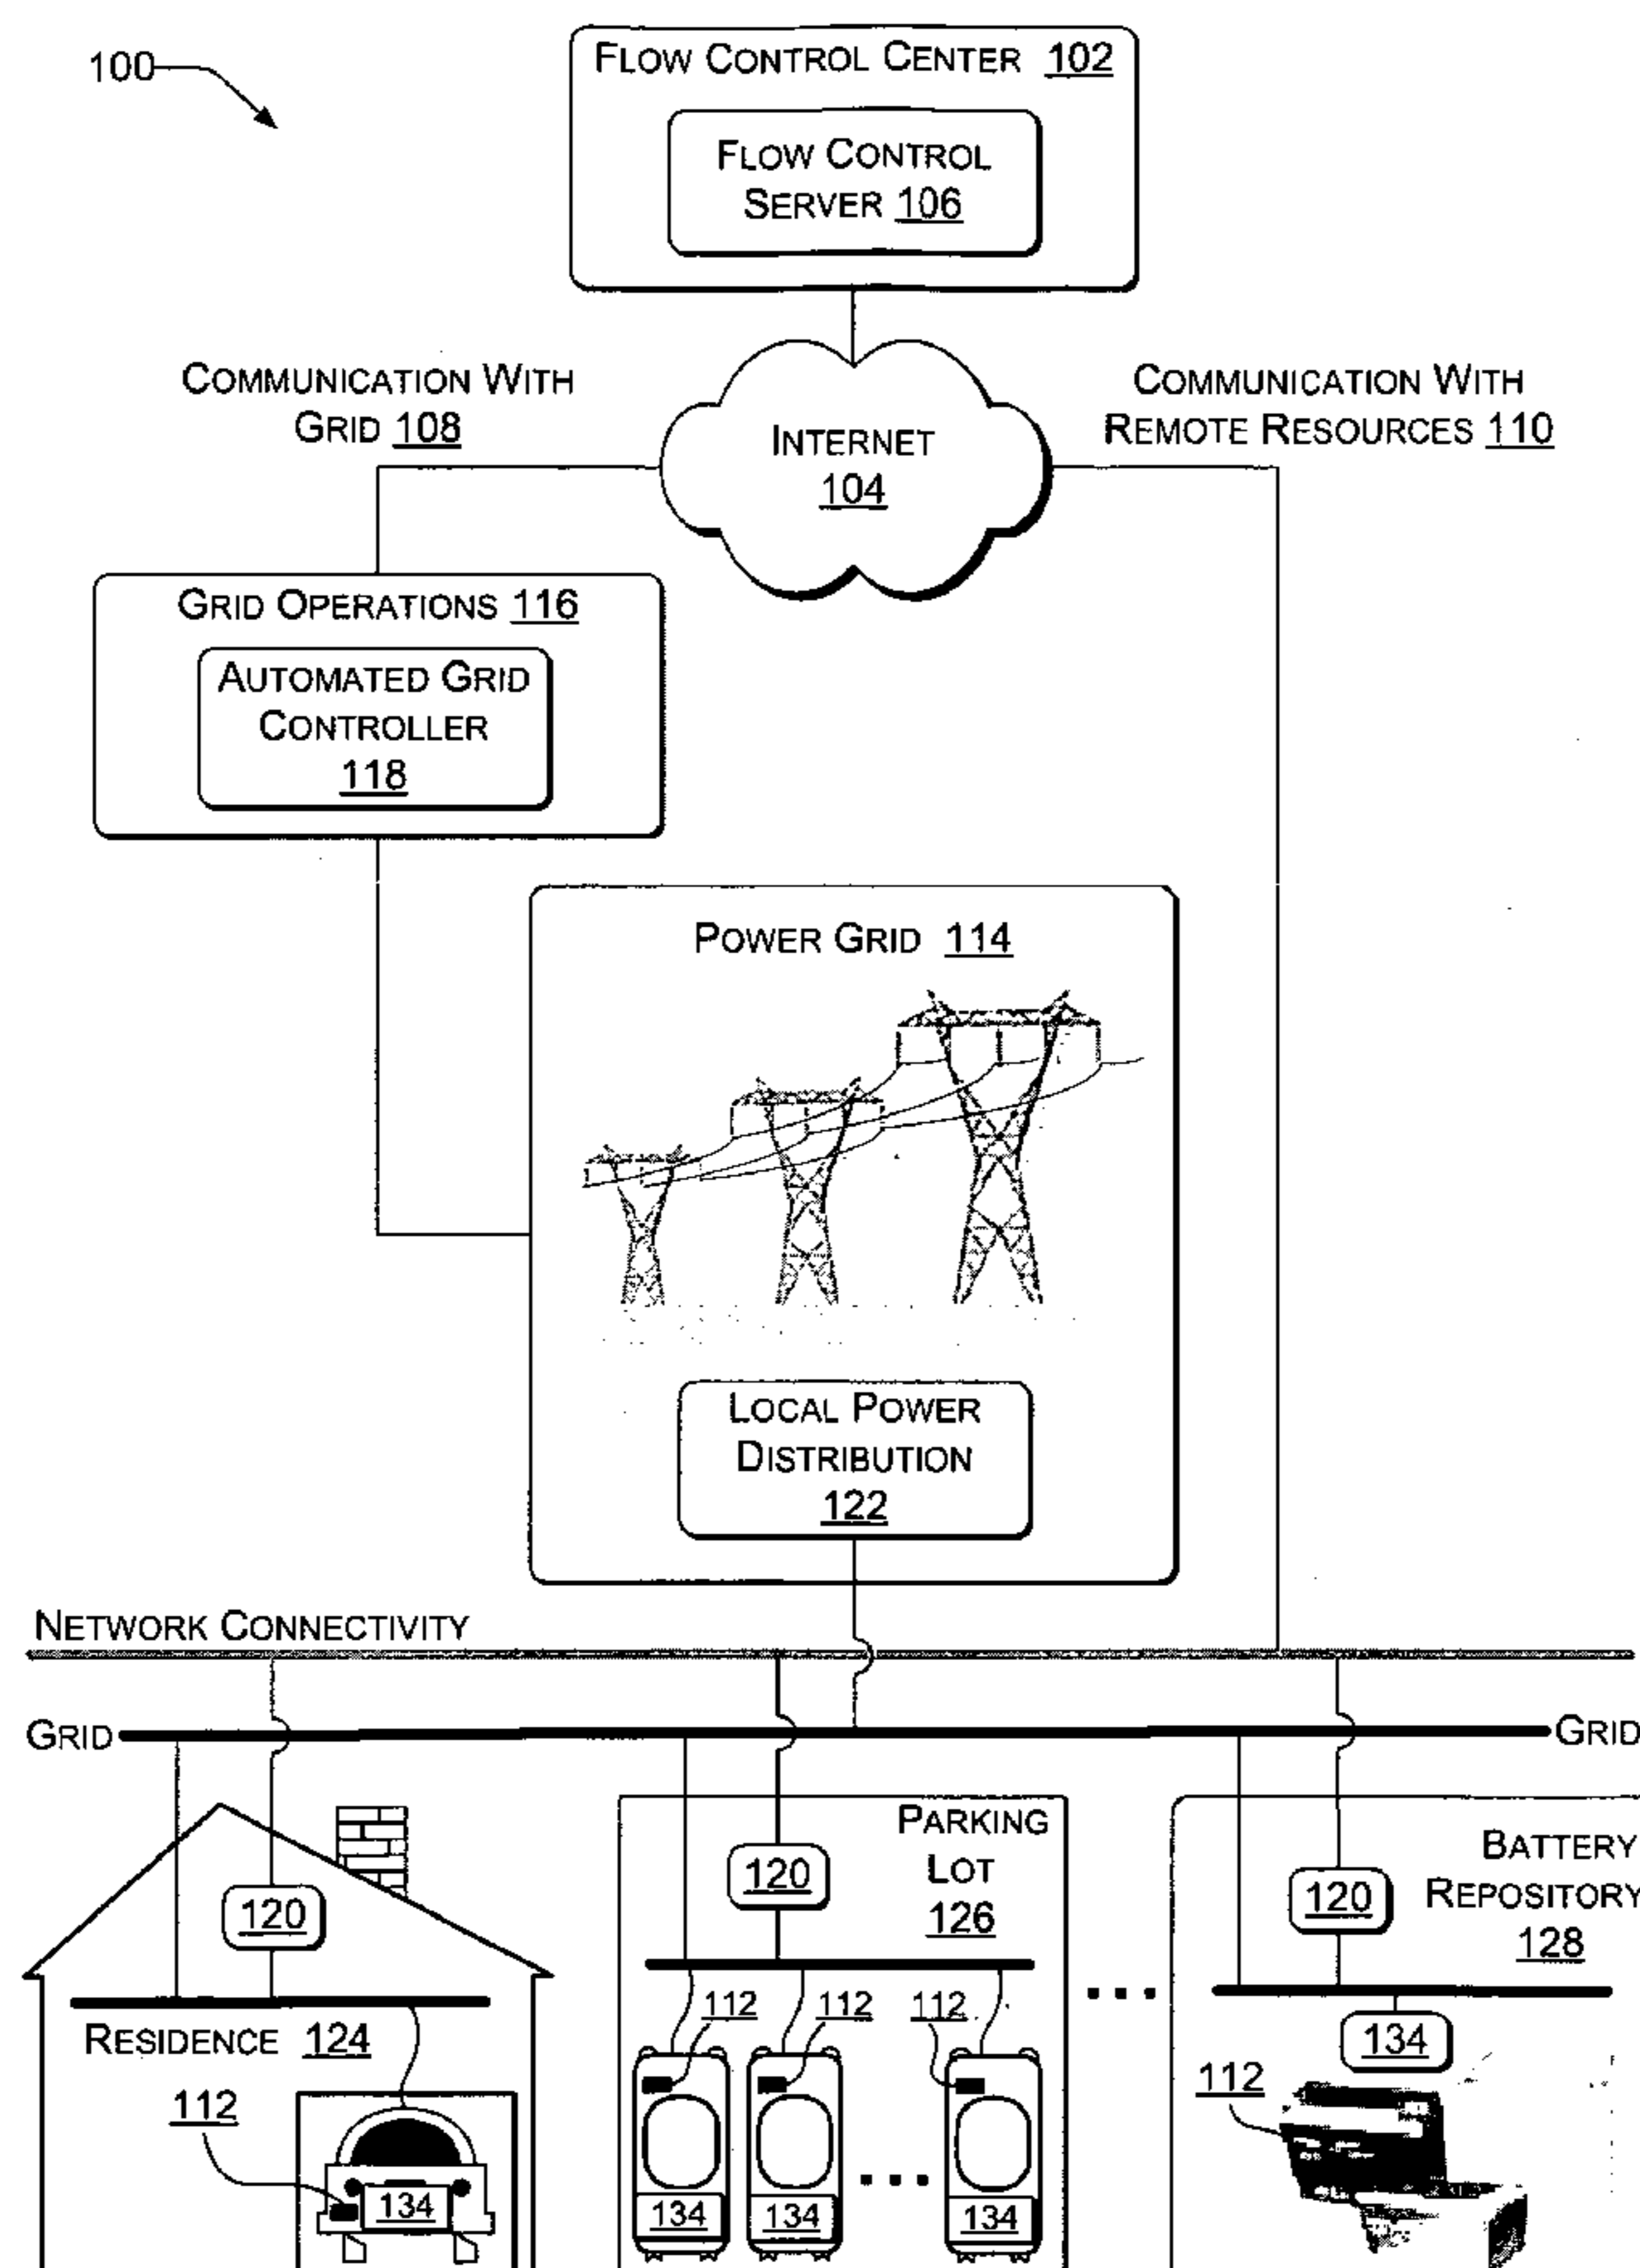 100
FLOW CONTROL CENTER 102
FLOW CONTROL
SERVER 106
COMMUNICATION WITH
GRID 108
INTERNET
104
COMMUNICATION WITH
REMOTE RESOURCES 110
GRID OPERATIONS 116
AUTOMATED GRID
CONTROLLER
118
POWER GRID 114
LOCAL POWER
DISTRIBUTION
122
NETWORK CONNECTIVITY
GRID
GRID
120
RESIDENCE 124
112
134
PARKING
LOT
126
120
112
112
112
134
134
134
BATTERY
REPOSITORY
128
120
134
112